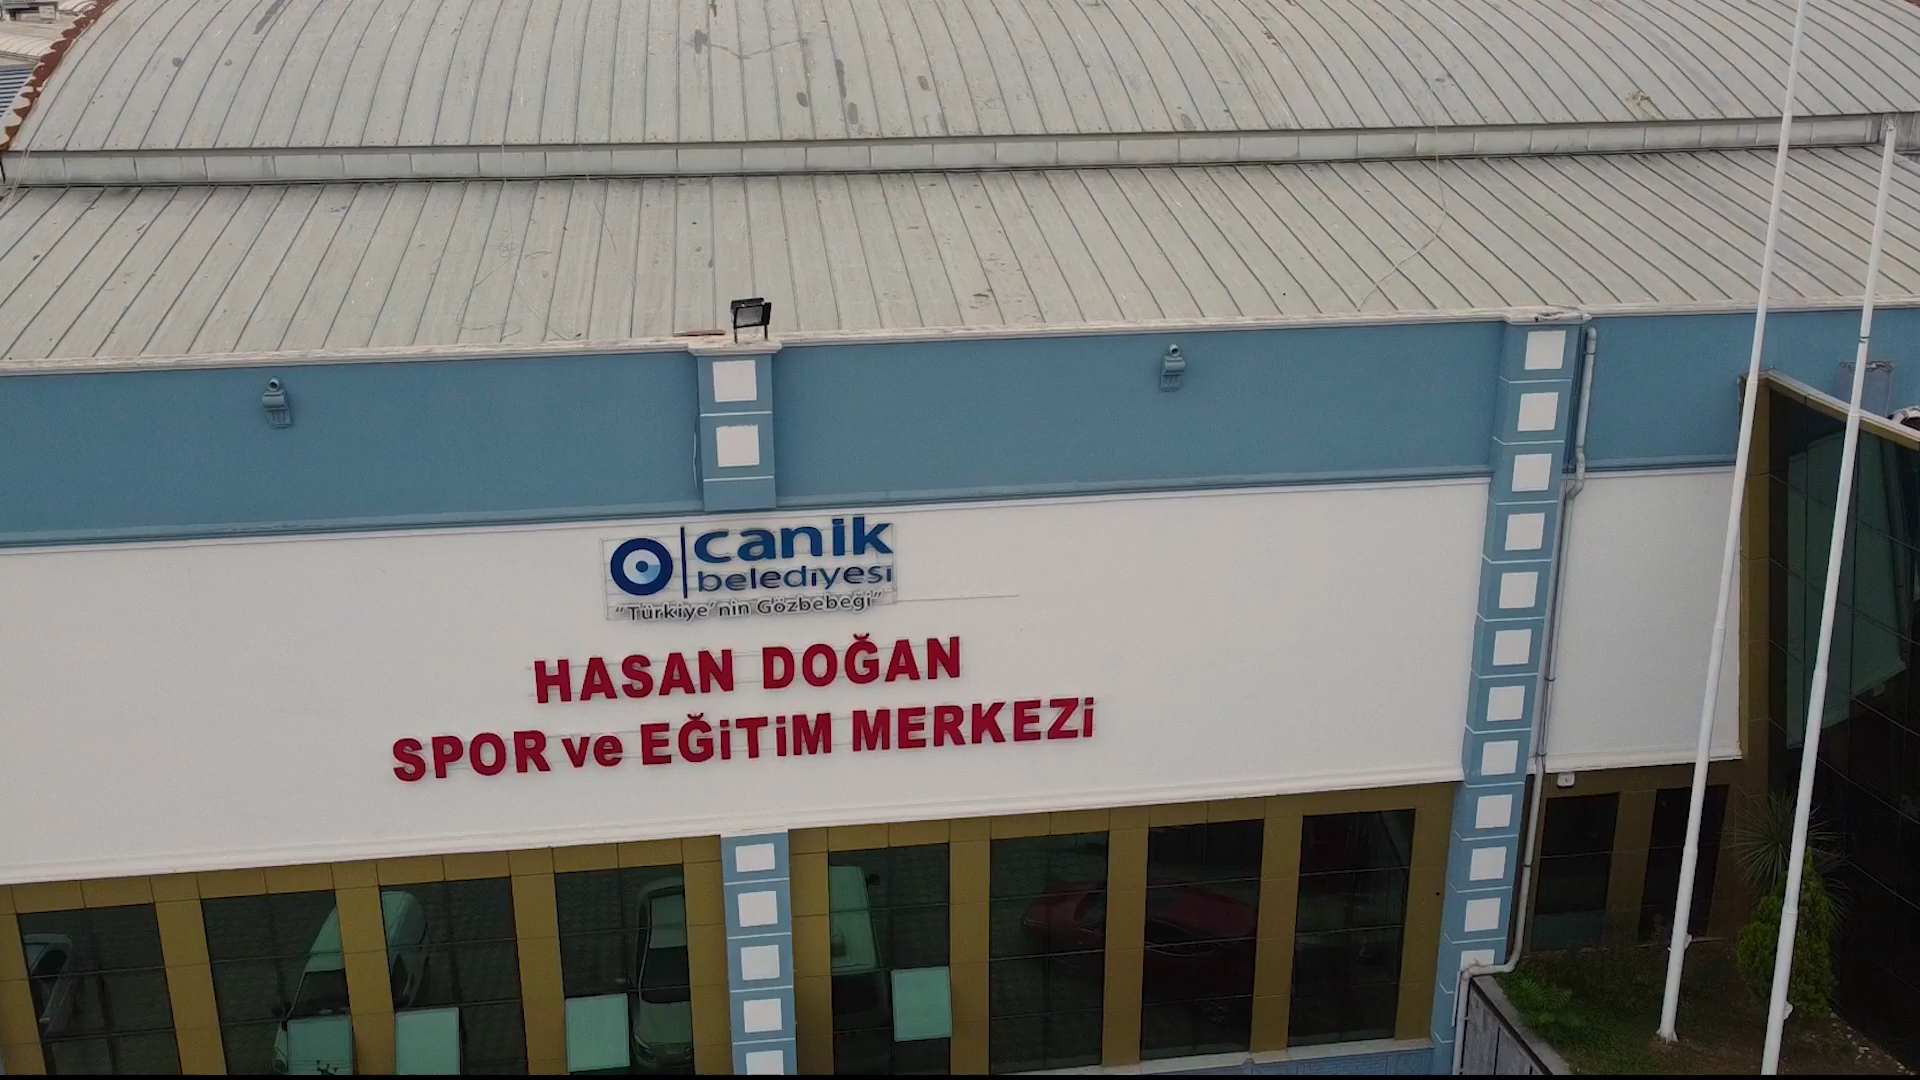 canik
belediyesi
"Türkiye'nin Gözbebeği"
HASAN DOĞAN
SPOR ve EĞiTiM MERKEZi